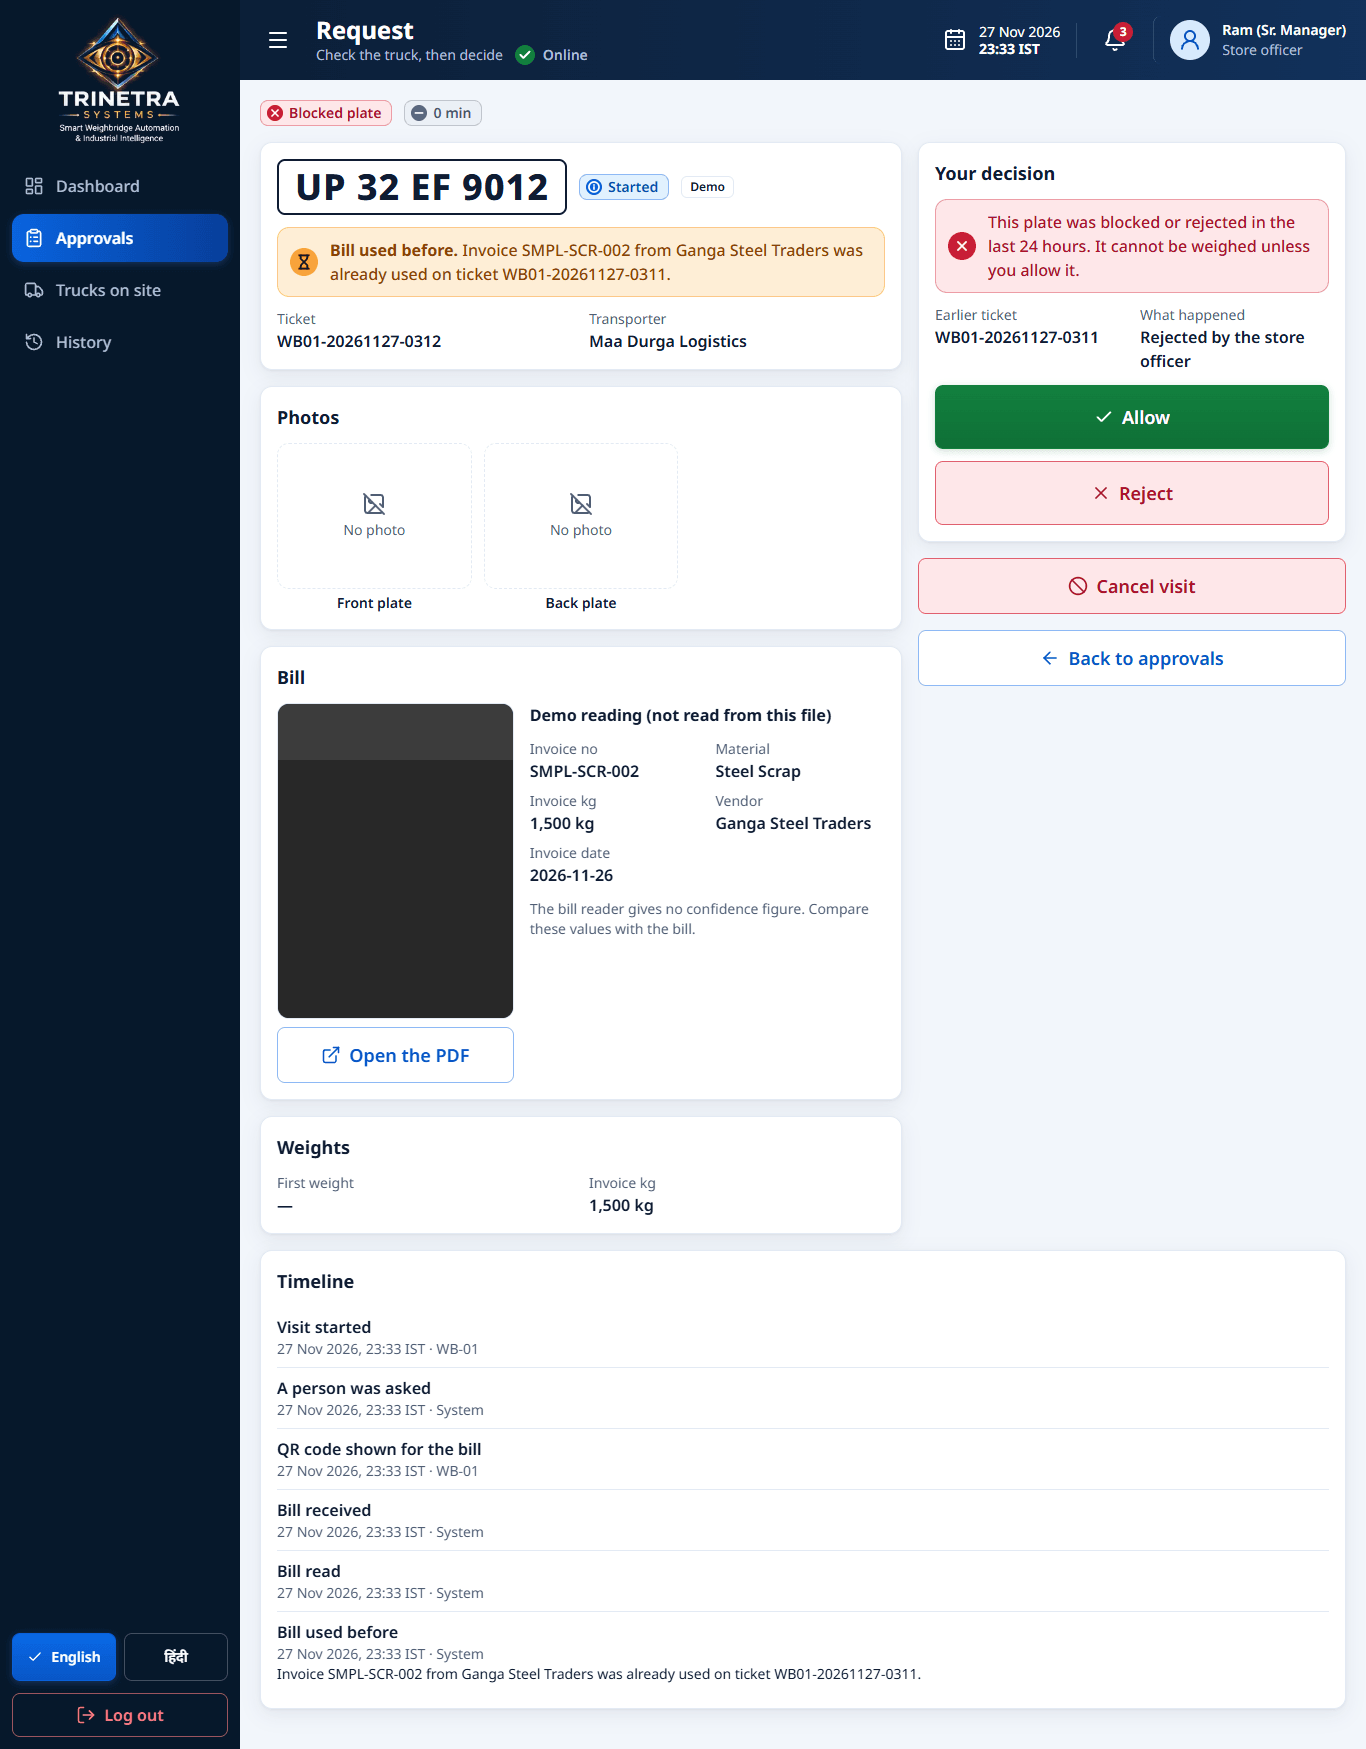 TRINETRA
SYSTEMS
Smart Weighbridge Automation
& Industrial Intelligence
Dashboard
Approvals
Trucks on site
History
English
हिंदी
Log out
Request
Check the truck, then decide
Online
27 Nov 2026
23:33 IST
3
Ram (Sr. Manager)
Store officer
Blocked plate
0 min
UP 32 EF 9012
Started
Demo
Bill used before. Invoice SMPL-SCR-002 from Ganga Steel Traders was
already used on ticket WB01-20261127-0311.
Ticket
WB01-20261127-0312
Transporter
Maa Durga Logistics
Photos
No photo
Front plate
No photo
Back plate
Bill
Open the PDF
Demo reading (not read from this file)
Invoice no
SMPL-SCR-002
Material
Steel Scrap
Invoice kg
1,500 kg
Vendor
Ganga Steel Traders
Invoice date
2026-11-26
The bill reader gives no confidence figure. Compare
these values with the bill.
Weights
First weight
—
Invoice kg
1,500 kg
Your decision
This plate was blocked or rejected in the
last 24 hours. It cannot be weighed unless
you allow it.
Earlier ticket
WB01-20261127-0311
What happened
Rejected by the store
officer
Allow
Reject
Cancel visit
Back to approvals
Timeline
Visit started
27 Nov 2026, 23:33 IST · WB-01
A person was asked
27 Nov 2026, 23:33 IST · System
QR code shown for the bill
27 Nov 2026, 23:33 IST · WB-01
Bill received
27 Nov 2026, 23:33 IST · System
Bill read
27 Nov 2026, 23:33 IST · System
Bill used before
27 Nov 2026, 23:33 IST · System
Invoice SMPL-SCR-002 from Ganga Steel Traders was already used on ticket WB01-20261127-0311.